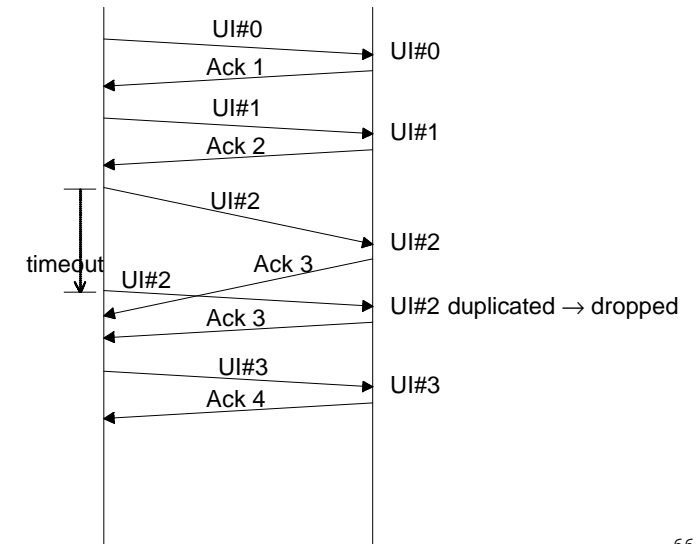 UI#0
UI#0
Ack 1
UI#1
UI#1
Ack 2
UI#2
UI#2
timeout
Ack 3
UI#2
UI#2 duplicated → dropped
Ack 3
UI#3
UI#3
Ack 4
66